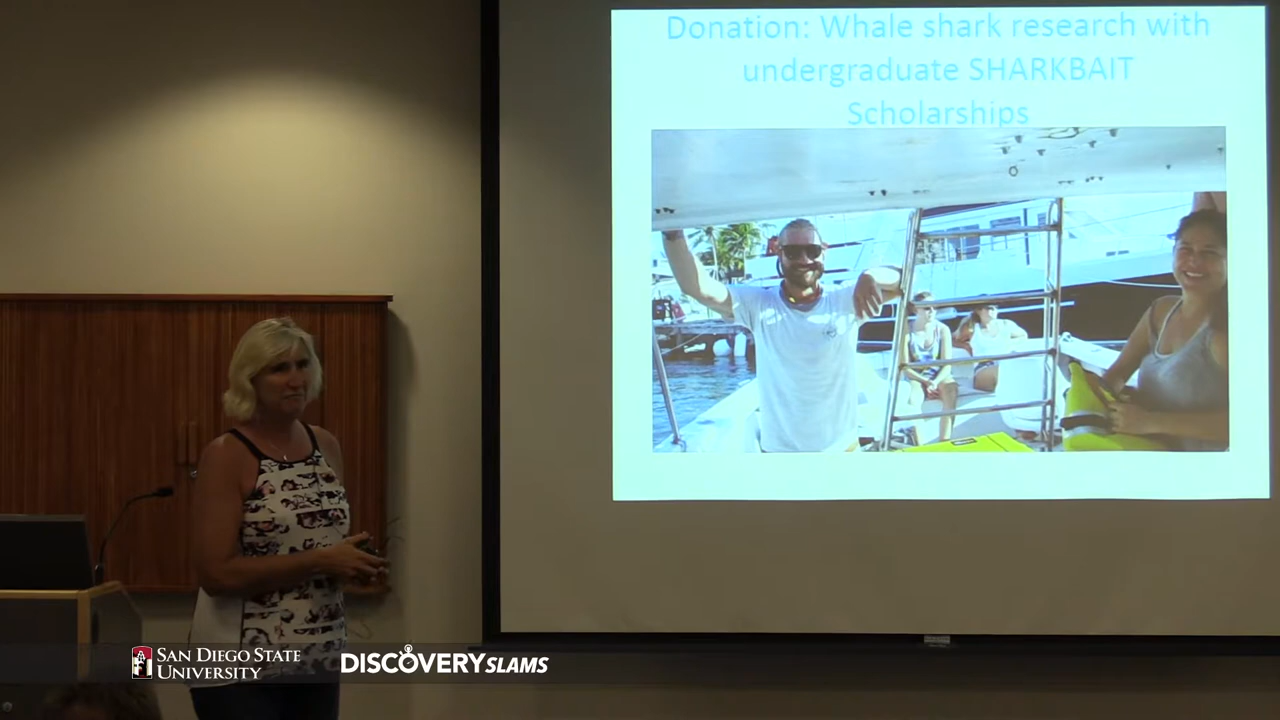 Donation: Whale shark research with
undergraduate SHARKBAIT
Scholarships
SAN DIEGO STATE
UNIVERSITY
DISCOVERY SLAMS